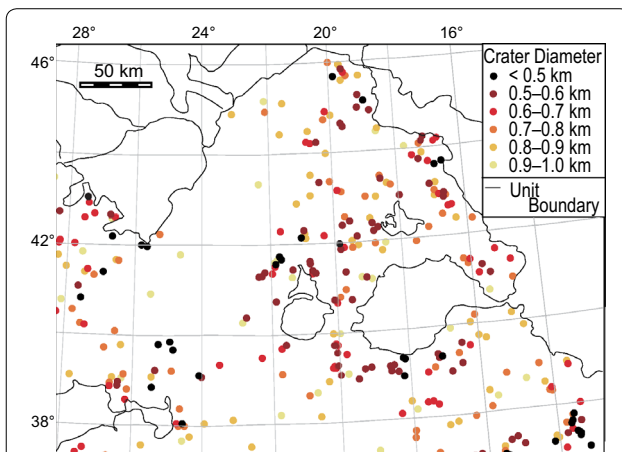 28° 24° 20° 16°
46°
50 km
Crater Diameter
< 0.5 km
0.5–0.6 km
0.6–0.7 km
0.7–0.8 km
0.8–0.9 km
0.9–1.0 km
Unit
Boundary
42°
38°